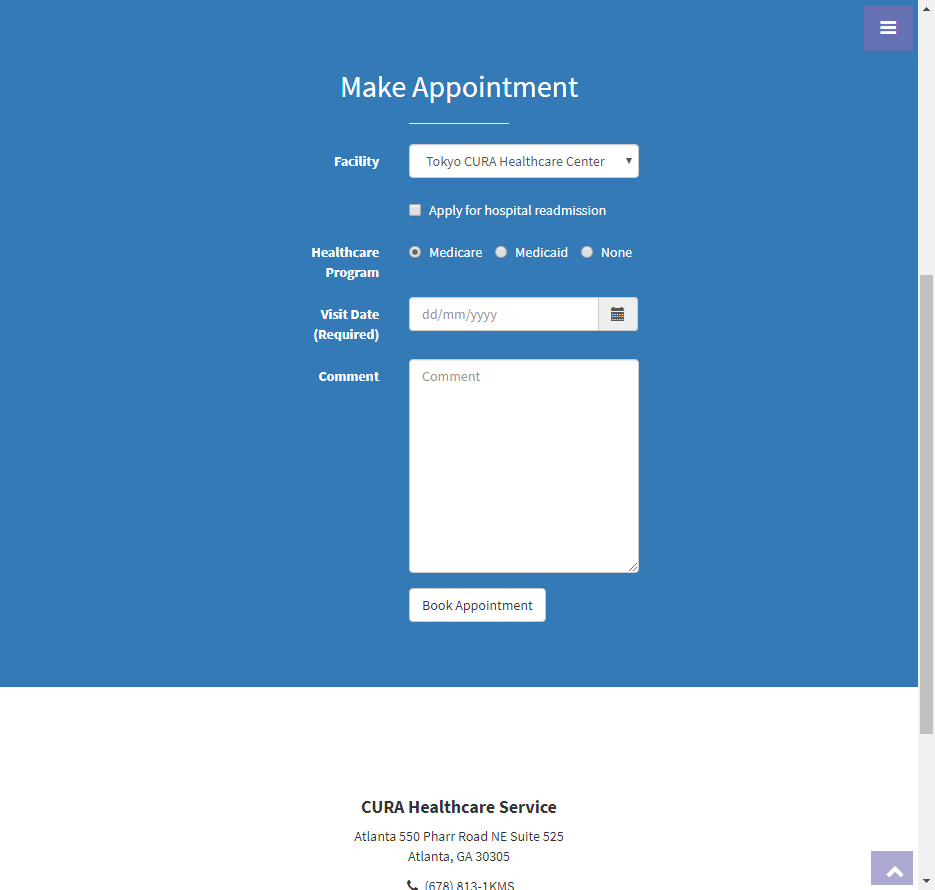 Make Appointment
Facility
Tokyo CURA Healthcare Center
Apply for hospital readmission
Healthcare Program
Medicare Medicaid None
Visit Date (Required)
dd/mm/yyyy
Comment
Comment
Book Appointment
CURA Healthcare Service
Atlanta 550 Pharr Road NE Suite 525
Atlanta, GA 30305
(678) 813-1KMS